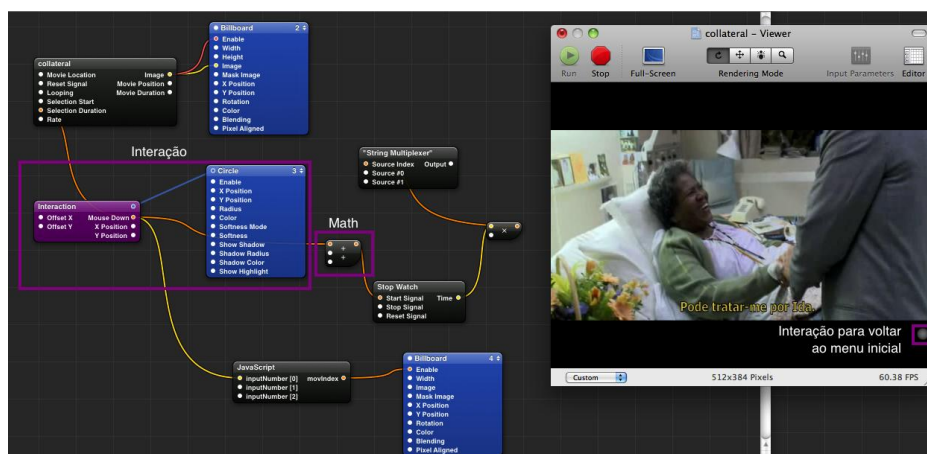 collateral
Movie Location
Reset Signal
Looping
Selection Start
Selection Duration
Rate
Image
Movie Position
Movie Duration
Billboard 2
Enable
Width
Height
Image
Mask Image
X Position
Y Position
Rotation
Color
Blending
Pixel Aligned
Interação
Interaction
Offset X
Offset Y
Mouse Down
X Position
Y Position
Circle 3
Enable
X Position
Y Position
Radius
Color
Softness Mode
Softness
Show Shadow
Shadow Radius
Shadow Color
Show Highlight
Math
+
+
"String Multiplexer"
Source Index Output
Source #0
Source #1
×
Stop Watch
Start Signal Time
Stop Signal
Reset Signal
JavaScript
inputNumber [0] movIndex
inputNumber [1]
inputNumber [2]
Billboard 4
Enable
Width
Image
Mask Image
X Position
Y Position
Rotation
Color
Blending
Pixel Aligned
collateral – Viewer
Run Stop Full-Screen Rendering Mode Input Parameters Editor
Pode tratar-me por Ida.
Interação para voltar
ao menu inicial
Custom 512x384 Pixels 60.38 FPS